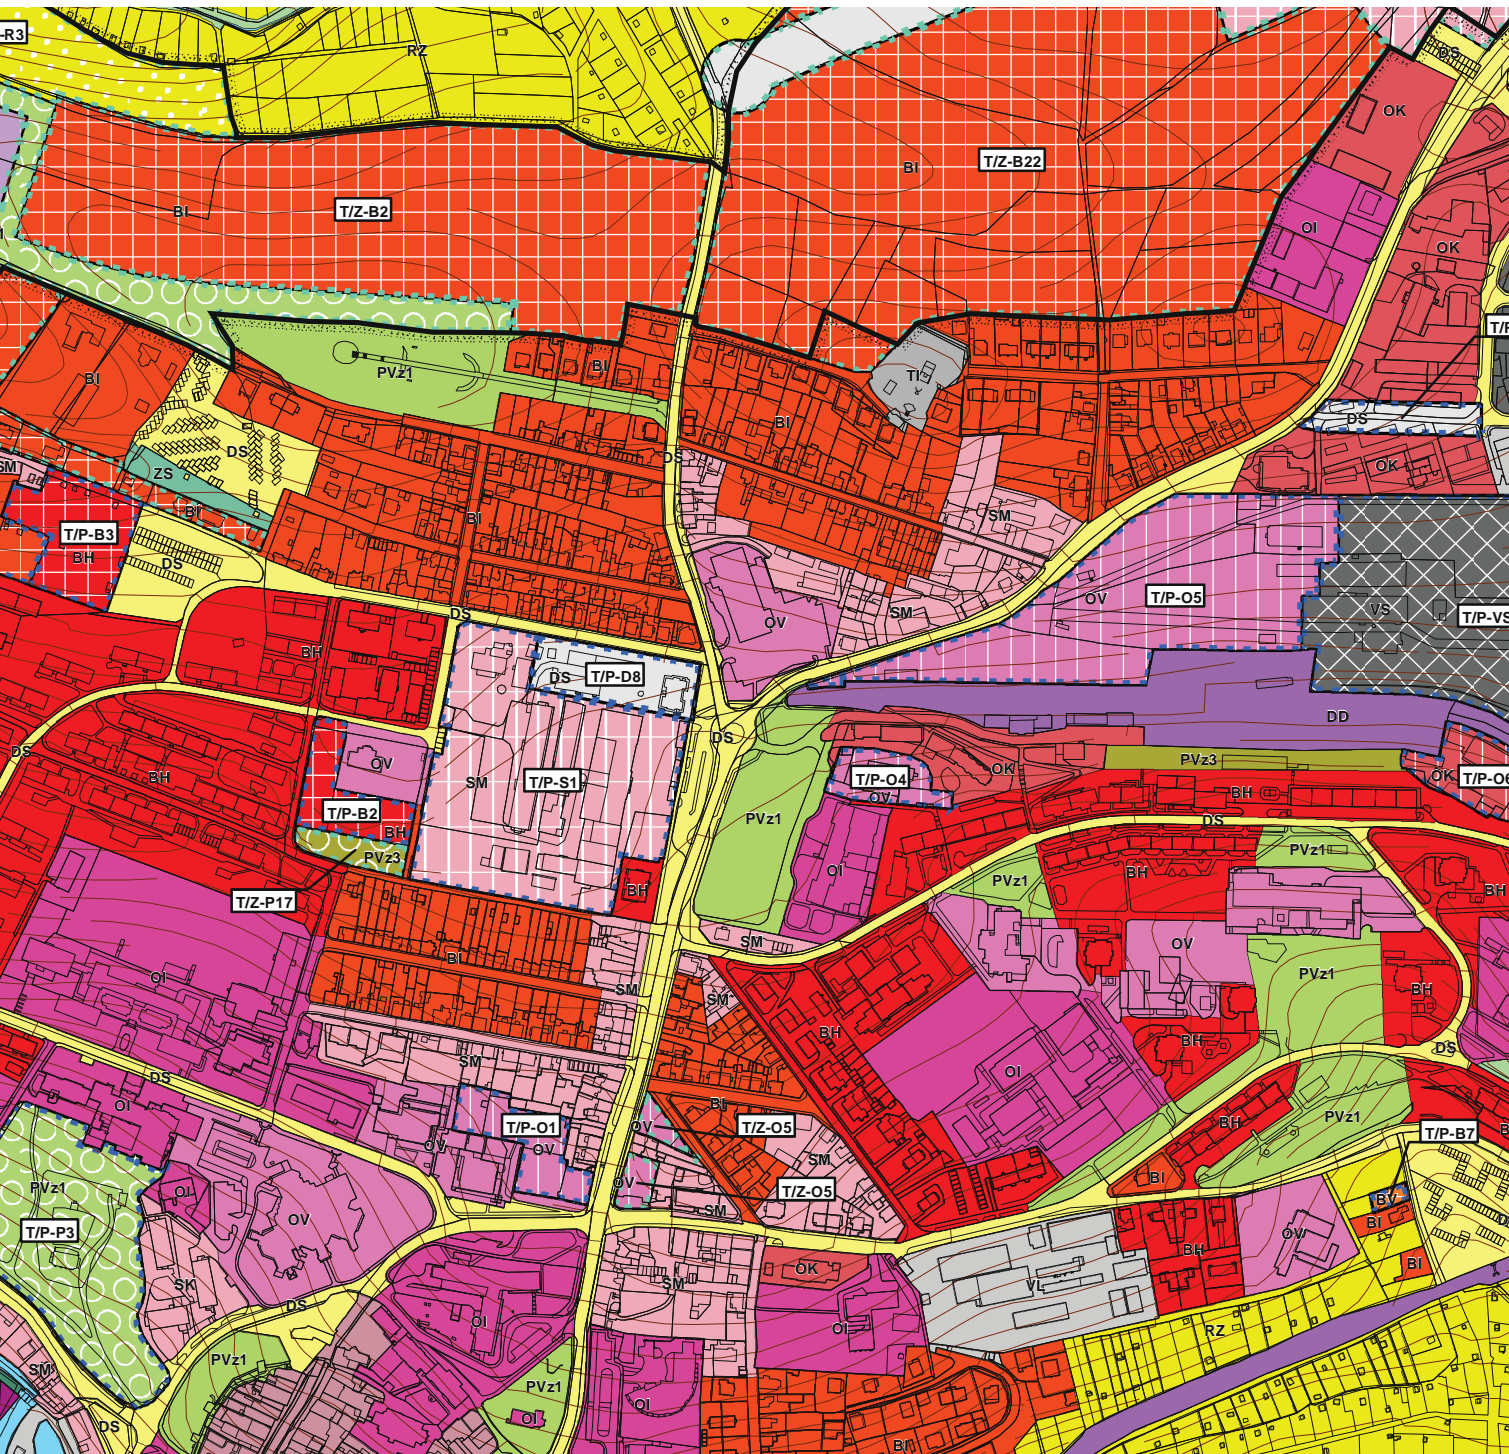 -R3
RZ
DS
OK
BI
T/Z-B22
BI
T/Z-B2
OI
OK
PVz1
BI
TI
BI
BI
DS
OK
DS
DS
ZS
SM
BI
BI
SM
T/P-B3
BH
DS
OV
T/P-O5
VS
T/P-VS
DS
SM
OV
BH
DS
T/P-D8
DD
DS
DS
OV
BH
SM
T/P-S1
OK
PVz3
OK
T/P-O6
T/P-O4
OV
BH
DS
T/P-B2
BH
PVz1
PVz3
PVz1
BH
OI
PVz1
BH
BH
T/Z-P17
SM
OV
BI
OI
PVz1
BH
SM
SM
BH
BH
DS
SM
OI
DS
OI
BI
PVz1
BH
T/P-O1
OV
T/Z-O5
T/P-B7
OV
OV
SM
BI
PVz1
OI
OV
T/Z-O5
BV
SM
OV
BI
T/P-P3
OV
BH
BI
SK
SM
OK
VL
DS
OI
OI
RZ
PVz1
SM
PVz1
OI
OI
DS
BI